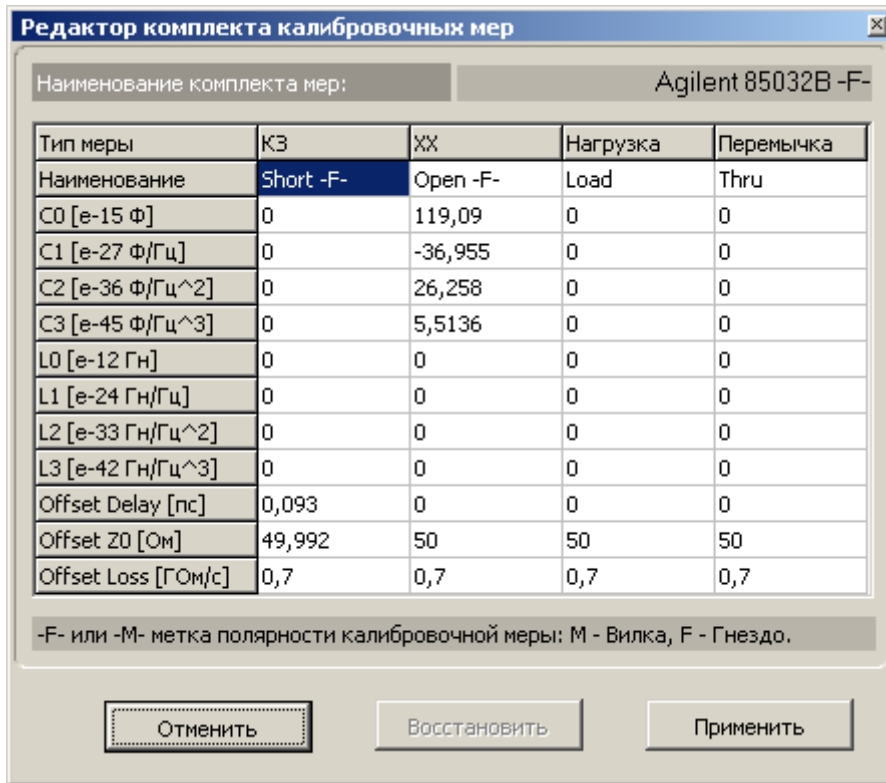 Редактор комплекта калибровочных мер
Наименование комплекта мер: Agilent 85032B -F-
Тип меры КЗ ХХ Нагрузка Перемычка
Наименование Short -F- Open -F- Load Thru
C0 [e-15 Ф] 0 119,09 0 0
C1 [e-27 Ф/Гц] 0 -36,955 0 0
C2 [e-36 Ф/Гц^2] 0 26,258 0 0
C3 [e-45 Ф/Гц^3] 0 5,5136 0 0
L0 [e-12 Гн] 0 0 0 0
L1 [e-24 Гн/Гц] 0 0 0 0
L2 [e-33 Гн/Гц^2] 0 0 0 0
L3 [e-42 Гн/Гц^3] 0 0 0 0
Offset Delay [пс] 0,093 0 0 0
Offset Z0 [Ом] 49,992 50 50 50
Offset Loss [ГОм/с] 0,7 0,7 0,7 0,7
-F- или -M- метка полярности калибровочной меры: M - Вилка, F - Гнездо.
Отменить Восстановить Применить